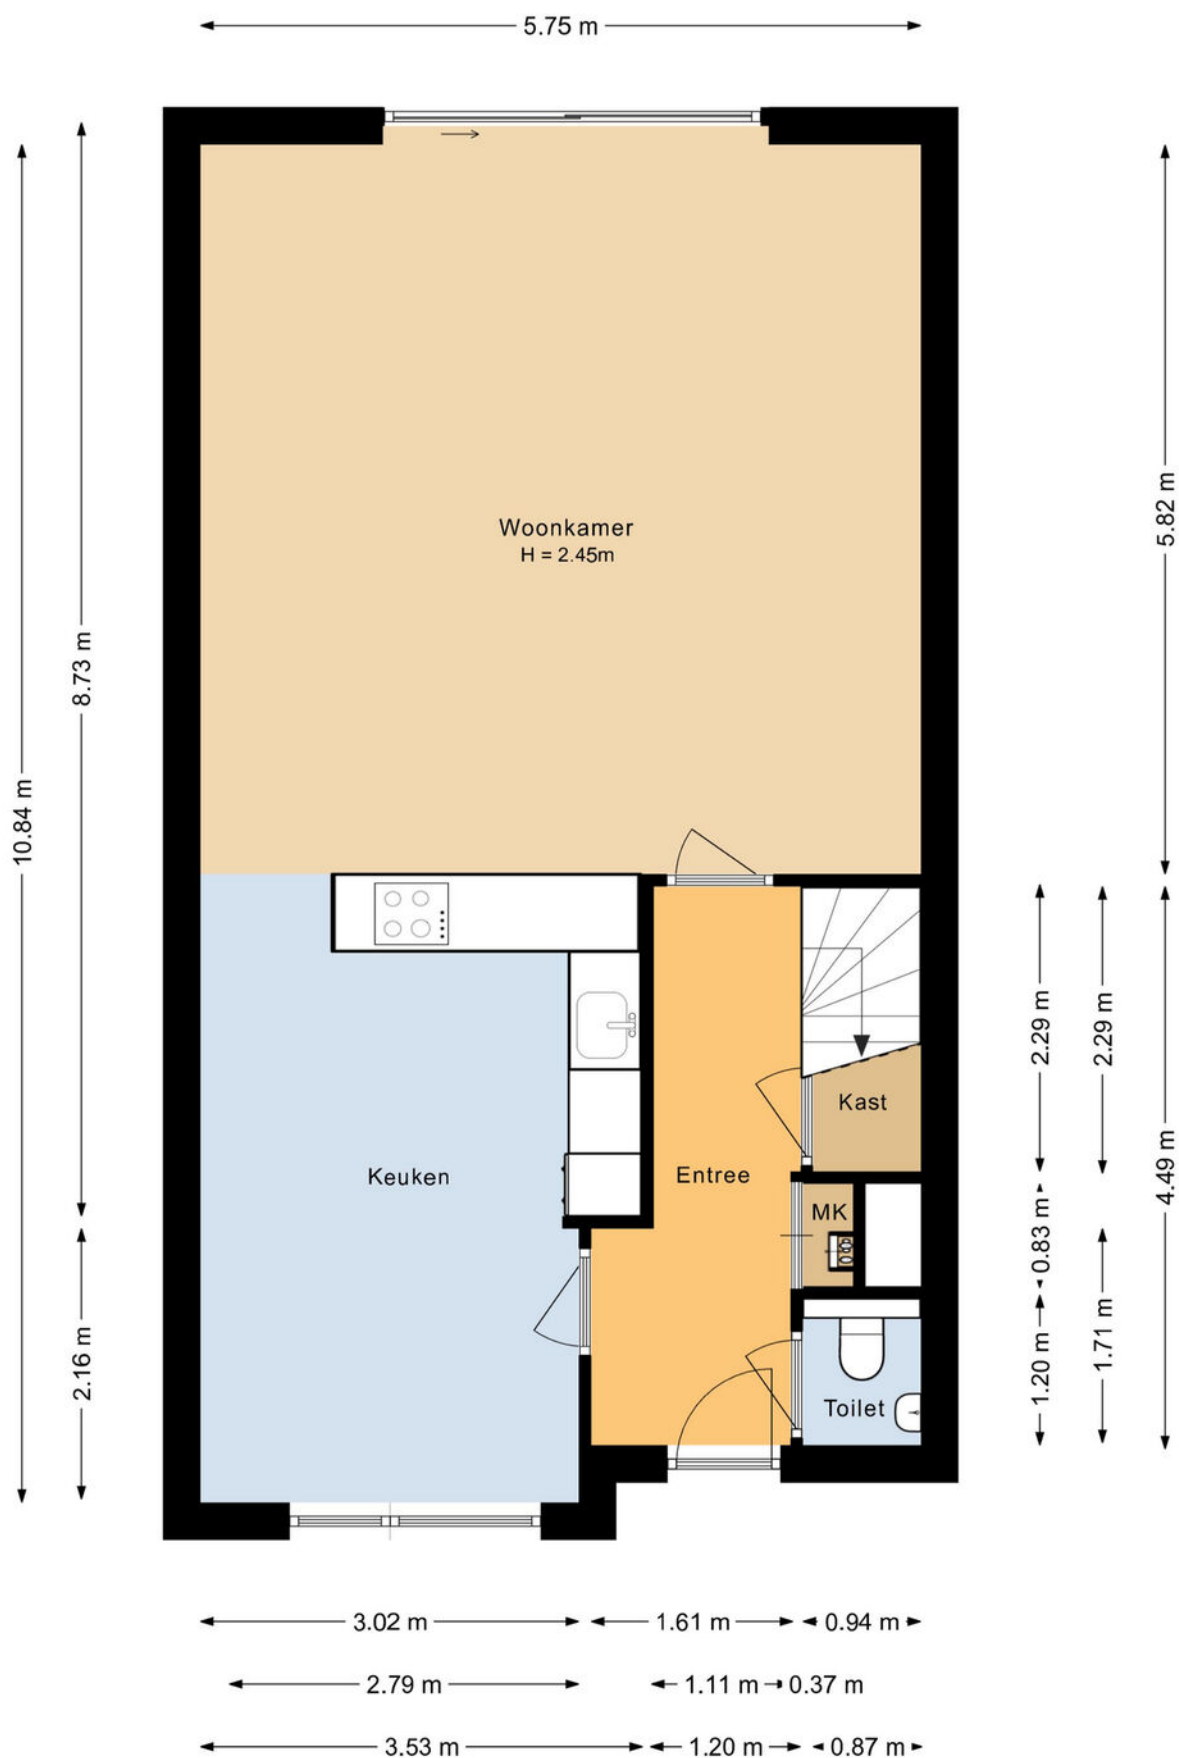 5.75 m
10.84 m
8.73 m
2.16 m
5.82 m
2.29 m
2.29 m
4.49 m
0.83 m
1.20 m
1.71 m
Woonkamer
H = 2.45m
Kast
Keuken
Entree
MK
Toilet
3.02 m
1.61 m
0.94 m
2.79 m
1.11 m
0.37 m
3.53 m
1.20 m
0.87 m